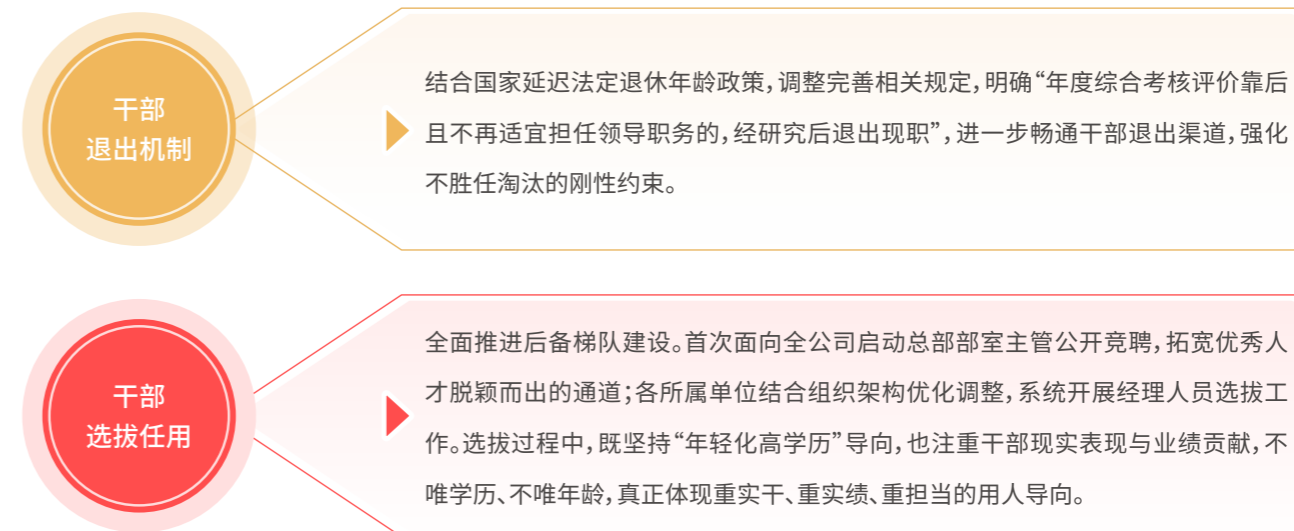 干部
退出机制
结合国家延迟法定退休年龄政策，调整完善相关规定，明确“年度综合考核评价靠后
且不再适宜担任领导职务的，经研究后退出现职”，进一步畅通干部退出渠道，强化
不胜任淘汰的刚性约束。
干部
选拔任用
全面推进后备梯队建设。首次面向全公司启动总部部室主管公开竞聘，拓宽优秀人
才脱颖而出的通道；各所属单位结合组织架构优化调整，系统开展经理人员选拔工
作。选拔过程中，既坚持“年轻化高学历”导向，也注重干部现实表现与业绩贡献，不
唯学历、不唯年龄，真正体现重实干、重实绩、重担当的用人导向。